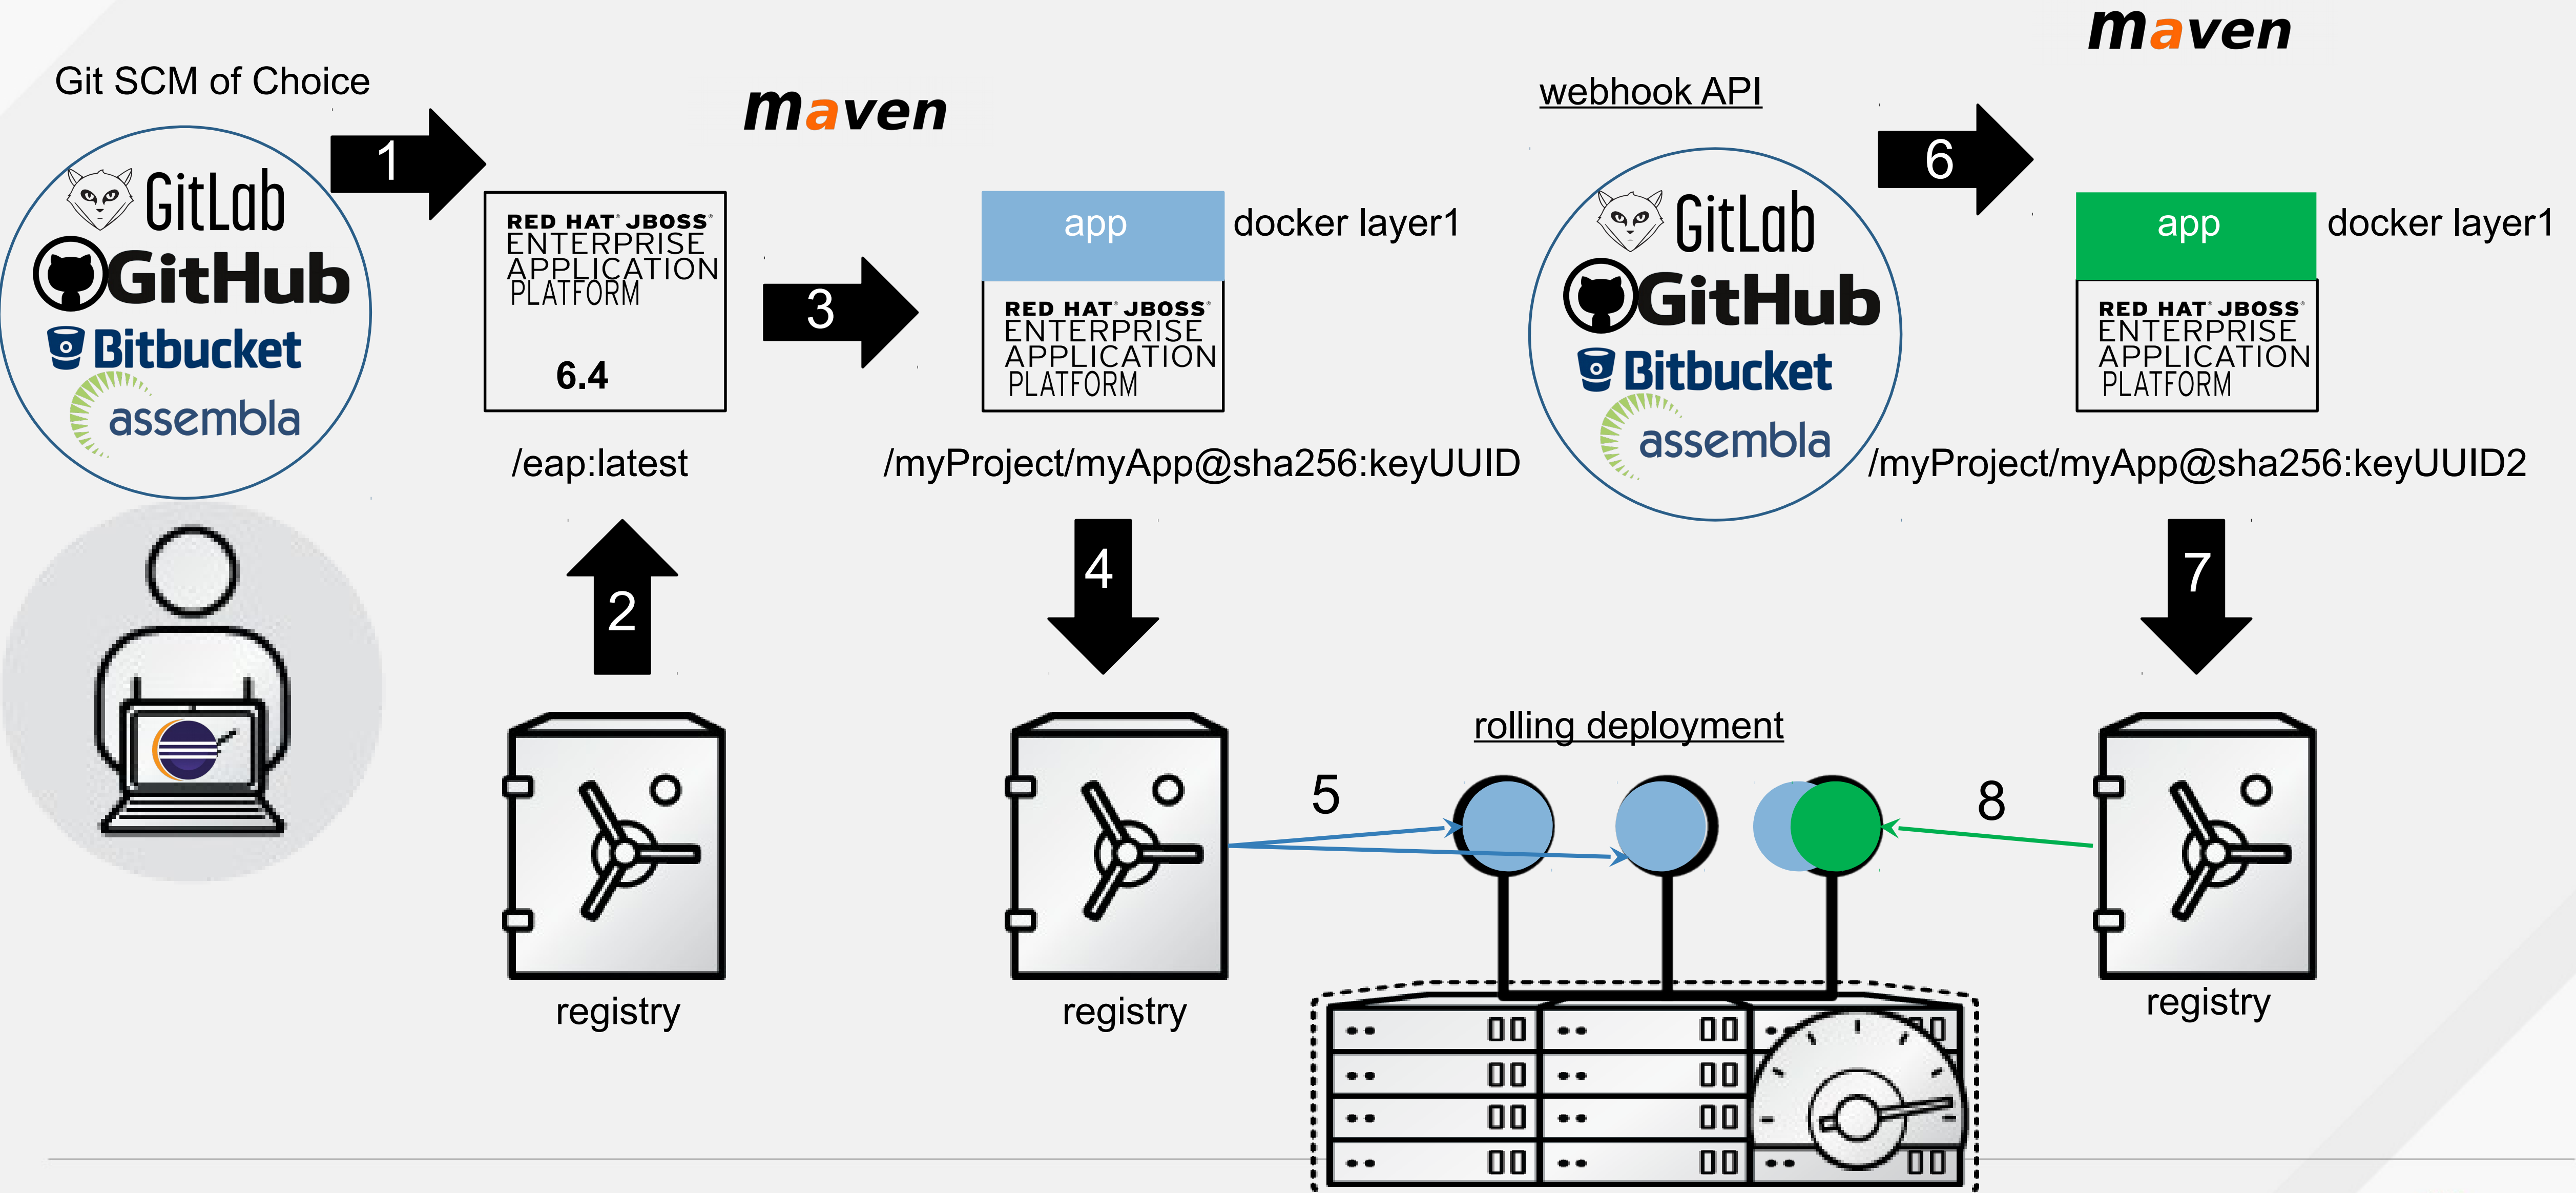 Git SCM of Choice
1
GitLab
GitHub
Bitbucket
assembla
RED HAT® JBOSS®
ENTERPRISE
APPLICATION
PLATFORM
6.4
/eap:latest
2
registry
maven
3
app
docker layer1
RED HAT® JBOSS®
ENTERPRISE
APPLICATION
PLATFORM
/myProject/myApp@sha256:keyUUID
4
registry
5
rolling deployment
webhook API
GitLab
GitHub
Bitbucket
assembla
6
maven
app
docker layer1
RED HAT® JBOSS®
ENTERPRISE
APPLICATION
PLATFORM
/myProject/myApp@sha256:keyUUID2
7
registry
8